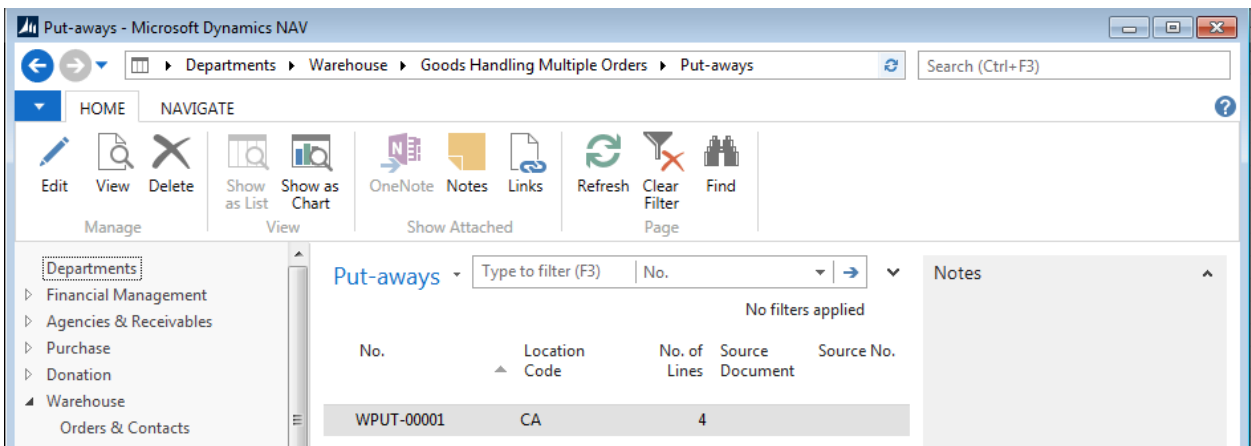 Put-aways - Microsoft Dynamics NAV
Departments Warehouse Goods Handling Multiple Orders Put-aways Search (Ctrl+F3)
HOME NAVIGATE
Edit View Delete Show as List Show as Chart OneNote Notes Links Refresh Clear Filter Find
Manage View Show Attached Page
Departments
Financial Management
Agencies & Receivables
Purchase
Donation
Warehouse
Orders & Contacts
Put-aways Type to filter (F3) No.
No filters applied
No. Location Code No. of Lines Source Document Source No.
WPUT-00001 CA 4
Notes